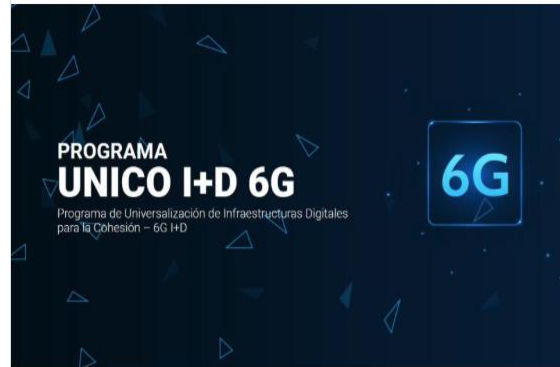 PROGRAMA
UNICO I+D 6G
Programa de Universalización de Infraestructuras Digitales
para la Cohesión – 6G I+D
6G